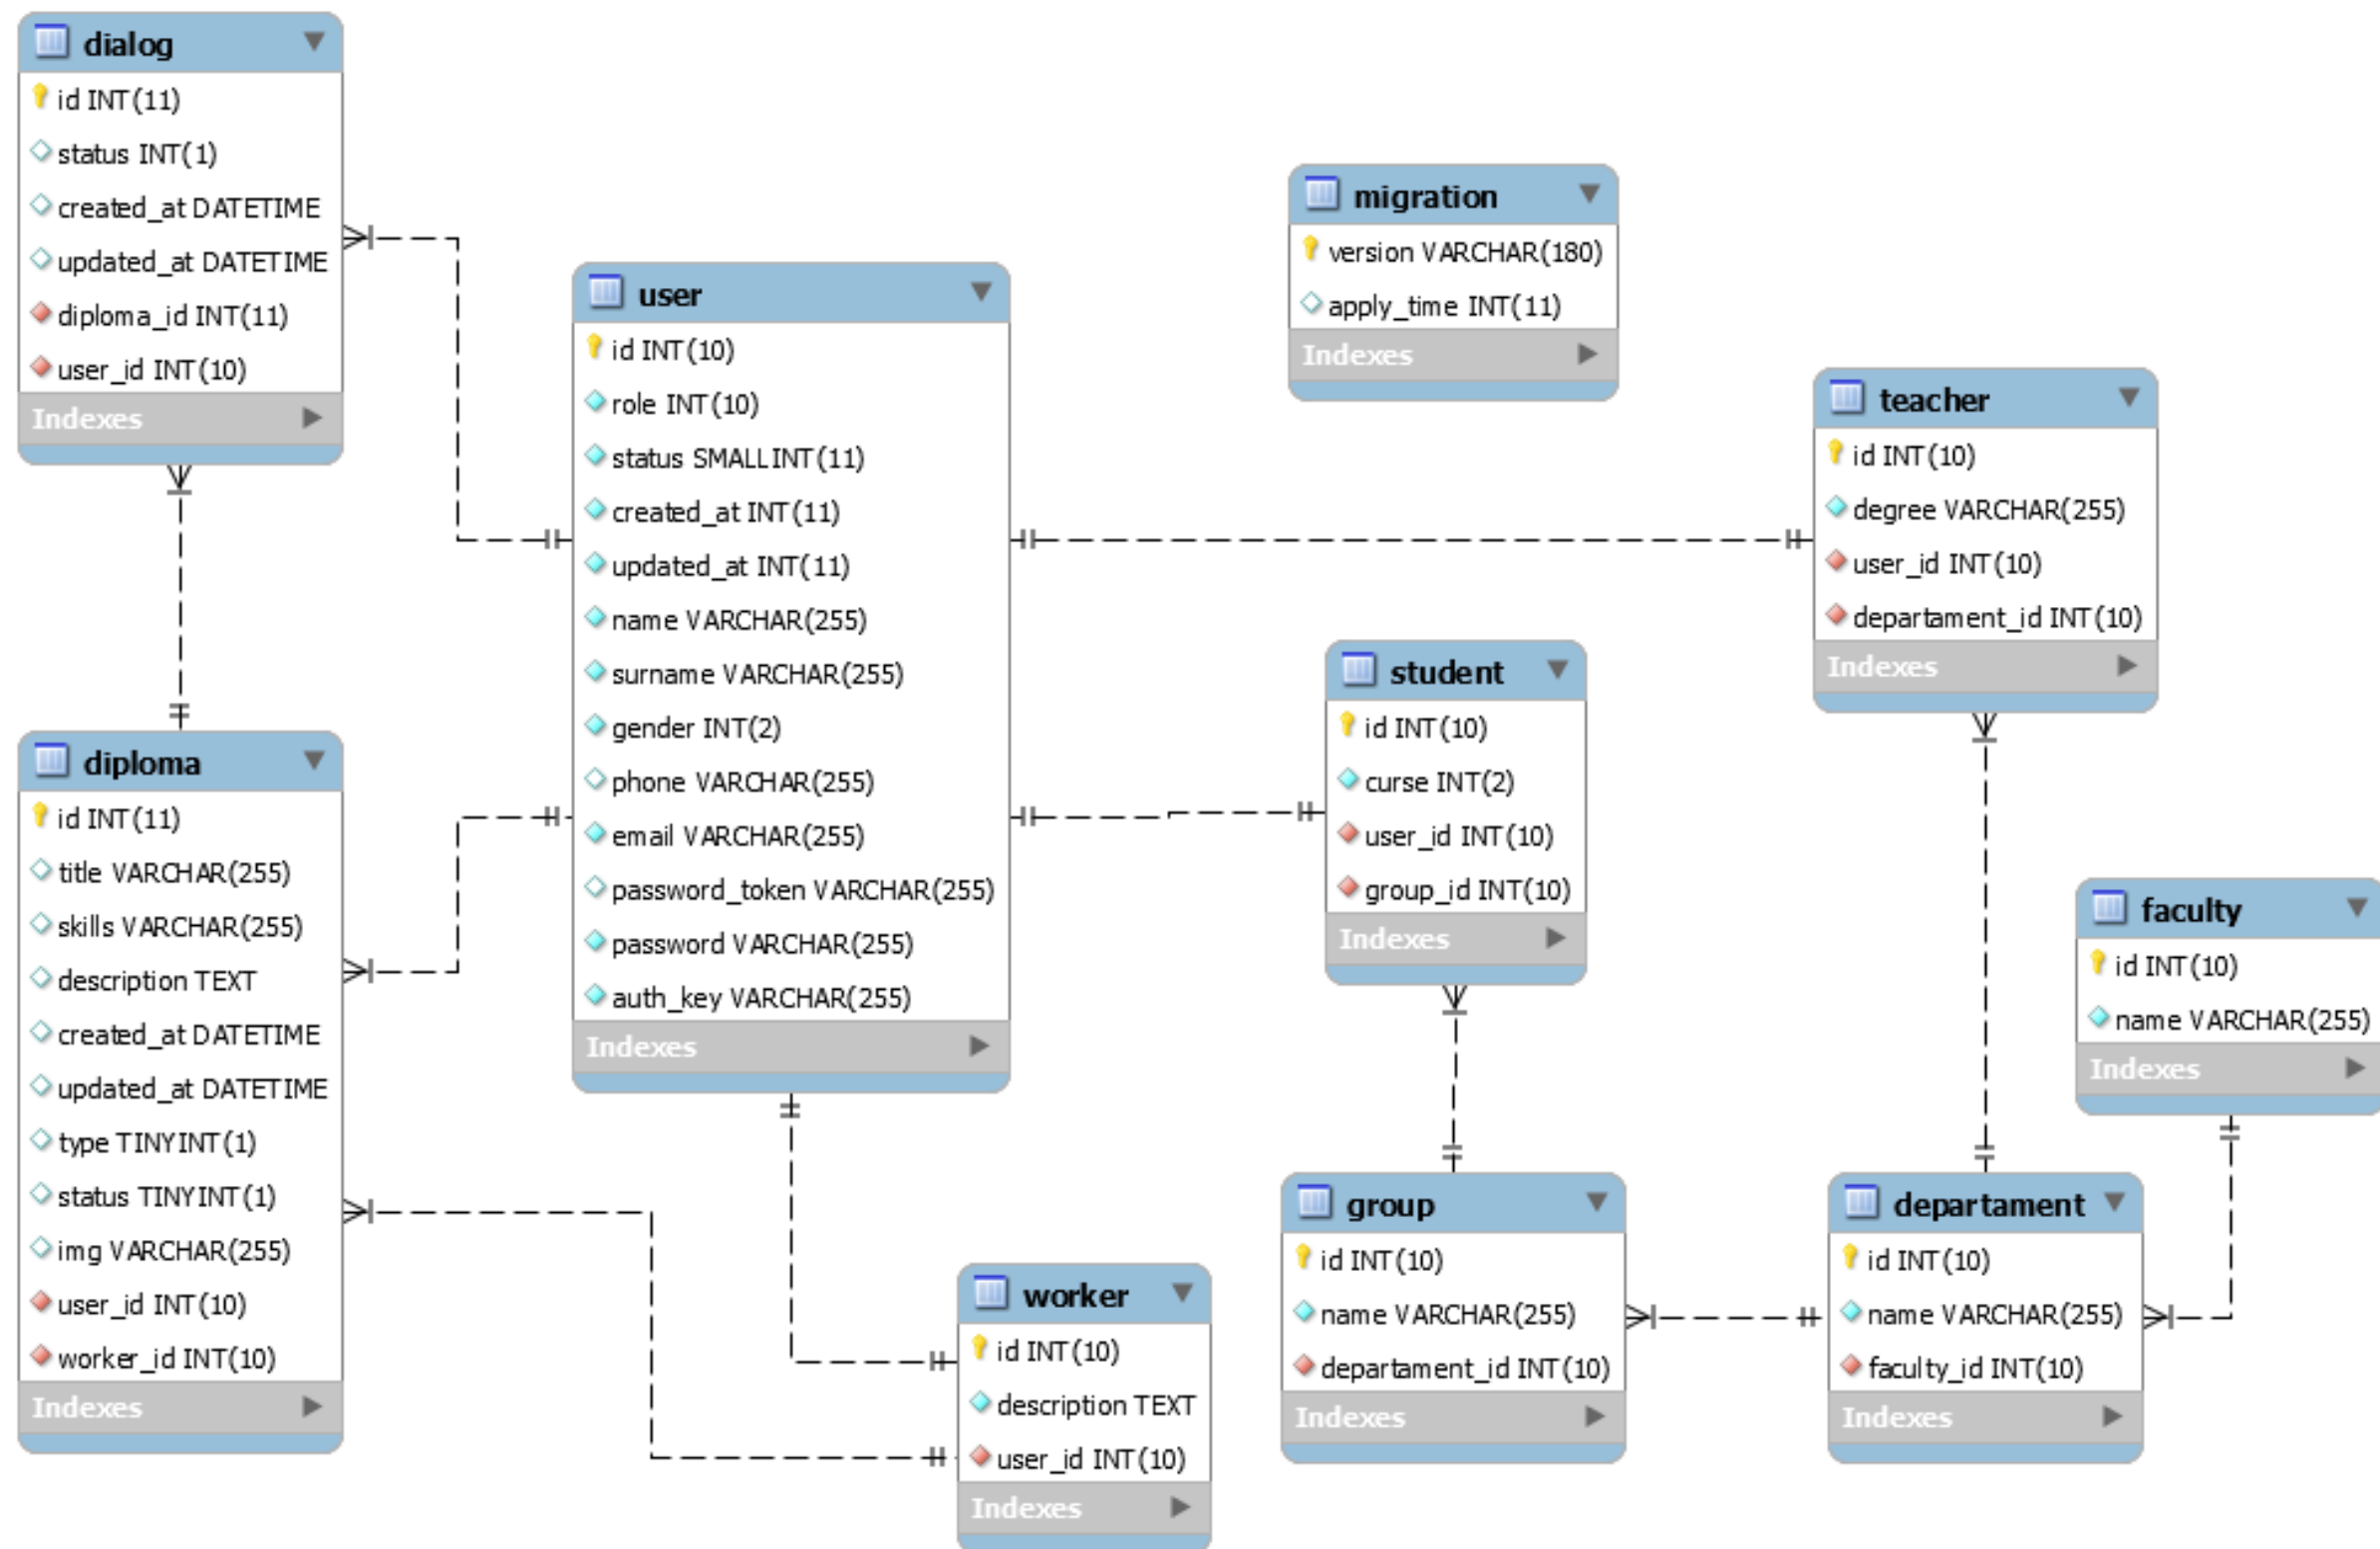 dialog
id INT(11)
status INT(1)
created_at DATETIME
updated_at DATETIME
diploma_id INT(11)
user_id INT(10)
Indexes
diploma
id INT(11)
title VARCHAR(255)
skills VARCHAR(255)
description TEXT
created_at DATETIME
updated_at DATETIME
type TINYINT(1)
status TINYINT(1)
img VARCHAR(255)
user_id INT(10)
worker_id INT(10)
Indexes
user
id INT(10)
role INT(10)
status SMALLINT(11)
created_at INT(11)
updated_at INT(11)
name VARCHAR(255)
surname VARCHAR(255)
gender INT(2)
phone VARCHAR(255)
email VARCHAR(255)
password_token VARCHAR(255)
password VARCHAR(255)
auth_key VARCHAR(255)
Indexes
worker
id INT(10)
description TEXT
user_id INT(10)
Indexes
migration
version VARCHAR(180)
apply_time INT(11)
Indexes
student
id INT(10)
curse INT(2)
user_id INT(10)
group_id INT(10)
Indexes
group
id INT(10)
name VARCHAR(255)
departament_id INT(10)
Indexes
teacher
id INT(10)
degree VARCHAR(255)
user_id INT(10)
departament_id INT(10)
Indexes
departament
id INT(10)
name VARCHAR(255)
faculty_id INT(10)
Indexes
faculty
id INT(10)
name VARCHAR(255)
Indexes